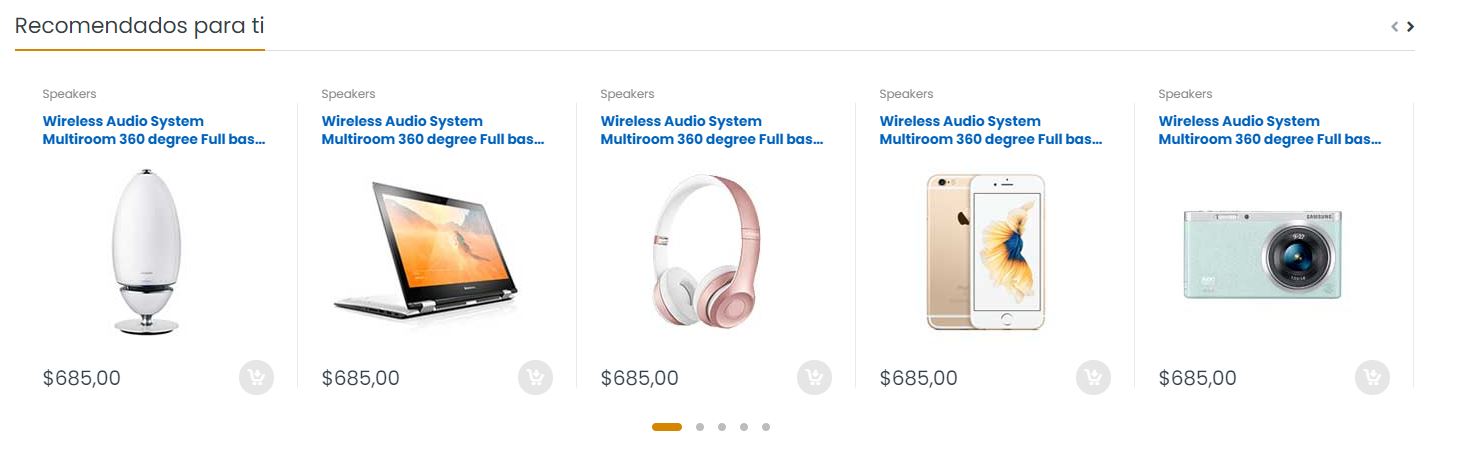 Recomendados para ti
Speakers
Wireless Audio System
Multiroom 360 degree Full bas...
$685,00
Speakers
Wireless Audio System
Multiroom 360 degree Full bas...
$685,00
Speakers
Wireless Audio System
Multiroom 360 degree Full bas...
$685,00
Speakers
Wireless Audio System
Multiroom 360 degree Full bas...
$685,00
Speakers
Wireless Audio System
Multiroom 360 degree Full bas...
SAMSUNG
$685,00